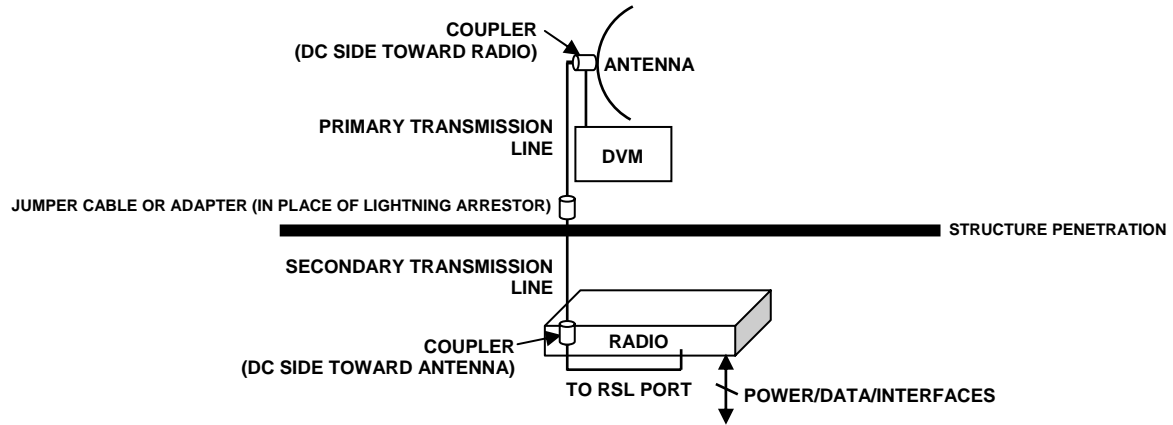 COUPLER
(DC SIDE TOWARD RADIO)
ANTENNA
PRIMARY TRANSMISSION
LINE
DVM
JUMPER CABLE OR ADAPTER (IN PLACE OF LIGHTNING ARRESTOR)
STRUCTURE PENETRATION
SECONDARY TRANSMISSION
LINE
RADIO
COUPLER
(DC SIDE TOWARD ANTENNA)
TO RSL PORT
POWER/DATA/INTERFACES